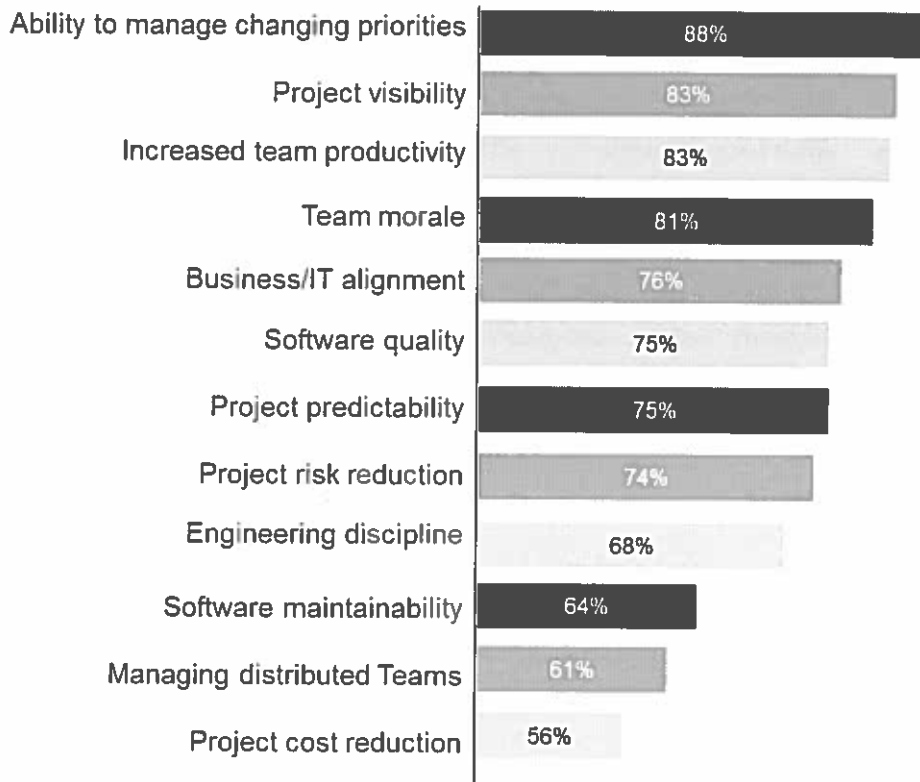 Ability to manage changing priorities 88%
Project visibility 83%
Increased team productivity 83%
Team morale 81%
Business/IT alignment 76%
Software quality 75%
Project predictability 75%
Project risk reduction 74%
Engineering discipline 68%
Software maintainability 64%
Managing distributed Teams 61%
Project cost reduction 56%